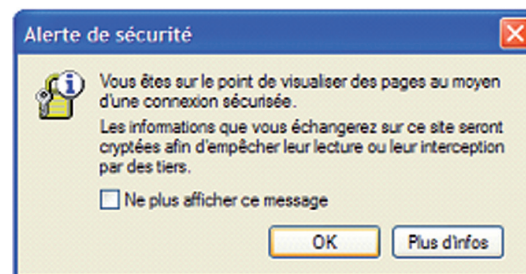 Alerte de sécurité
Vous êtes sur le point de visualiser des pages au moyen
d'une connexion sécurisée.
Les informations que vous échangerez sur ce site seront
cryptées afin d'empêcher leur lecture ou leur interception
par des tiers.
Ne plus afficher ce message
OK Plus d'infos